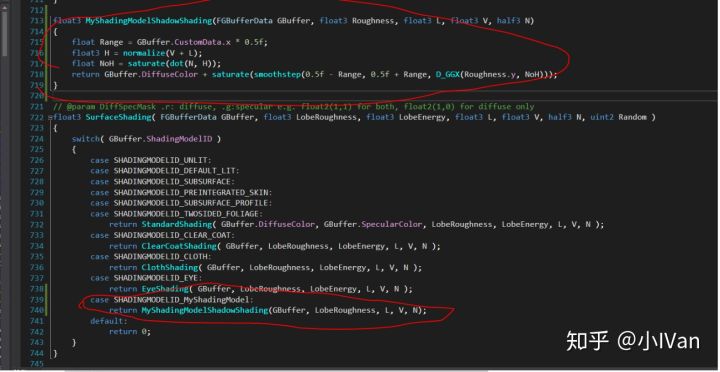 711 }
712
713 float3 MyShadingModelShadowShading(FGBufferData GBuffer, float3 Roughness, float3 L, float3 V, half3 N)
714 {
715 float Range = GBuffer.CustomData.x * 0.5f;
716 float3 H = normalize(V + L);
717 float NoH = saturate(dot(N, H));
718 return GBuffer.DiffuseColor + saturate(smoothstep(0.5f - Range, 0.5f + Range, D_GGX(Roughness.y, NoH)));
719 }
720
721 // @param DiffSpecMask .r: diffuse, .g:specular e.g. float2(1,1) for both, float2(1,0) for diffuse only
722 float3 SurfaceShading( FGBufferData GBuffer, float3 LobeRoughness, float3 LobeEnergy, float3 L, float3 V, half3 N, uint2 Random )
723 {
724 switch( GBuffer.ShadingModelID )
725 {
726 case SHADINGMODELID_UNLIT:
727 case SHADINGMODELID_DEFAULT_LIT:
728 case SHADINGMODELID_SUBSURFACE:
729 case SHADINGMODELID_PREINTEGRATED_SKIN:
730 case SHADINGMODELID_SUBSURFACE_PROFILE:
731 case SHADINGMODELID_TWOSIDED_FOLIAGE:
732 return StandardShading( GBuffer.DiffuseColor, GBuffer.SpecularColor, LobeRoughness, LobeEnergy, L, V, N );
733 case SHADINGMODELID_CLEAR_COAT:
734 return ClearCoatShading( GBuffer, LobeRoughness, LobeEnergy, L, V, N );
735 case SHADINGMODELID_CLOTH:
736 return ClothShading( GBuffer, LobeRoughness, LobeEnergy, L, V, N );
737 case SHADINGMODELID_EYE:
738 return EyeShading( GBuffer, LobeRoughness, LobeEnergy, L, V, N );
739 case SHADINGMODELID_MyShadingModel:
740 return MyShadingModelShadowShading(GBuffer, LobeRoughness, L, V, N);
741 default:
742 return 0;
743 }
744 }
745
知乎 @小IVan